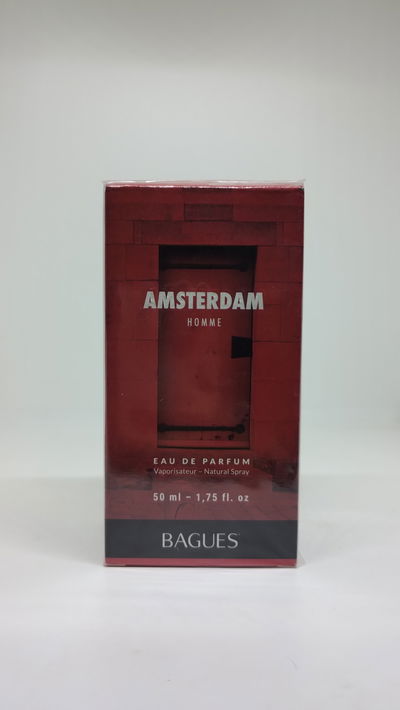 AMSTERDAM
HOMME
EAU DE PARFUM
Vaporisateur – Natural Spray
50 ml – 1,75 fl. oz
BAGUES